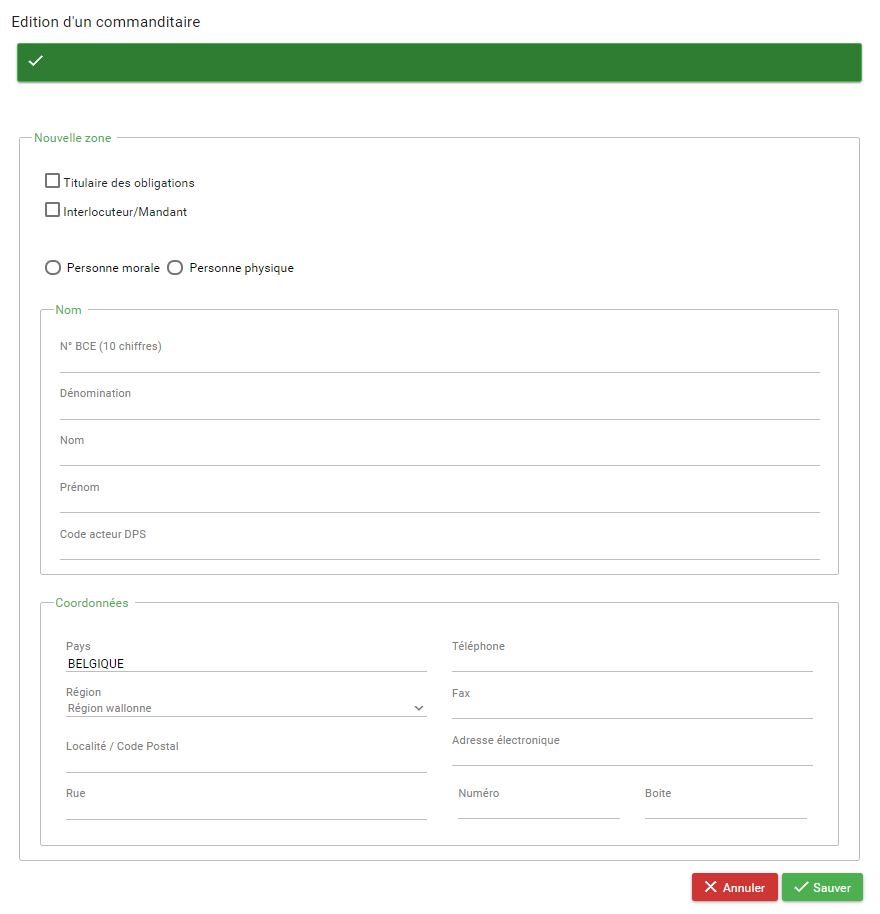 Edition d'un commanditaire
Nouvelle zone
Titulaire des obligations
Interlocuteur/Mandant
Personne morale Personne physique
Nom
N° BCE (10 chiffres)
Dénomination
Nom
Prénom
Code acteur DPS
Coordonnées
Pays Téléphone
BELGIQUE
Région Fax
Région wallonne
Localité / Code Postal Adresse électronique
Rue Numéro Boite
Annuler Sauver